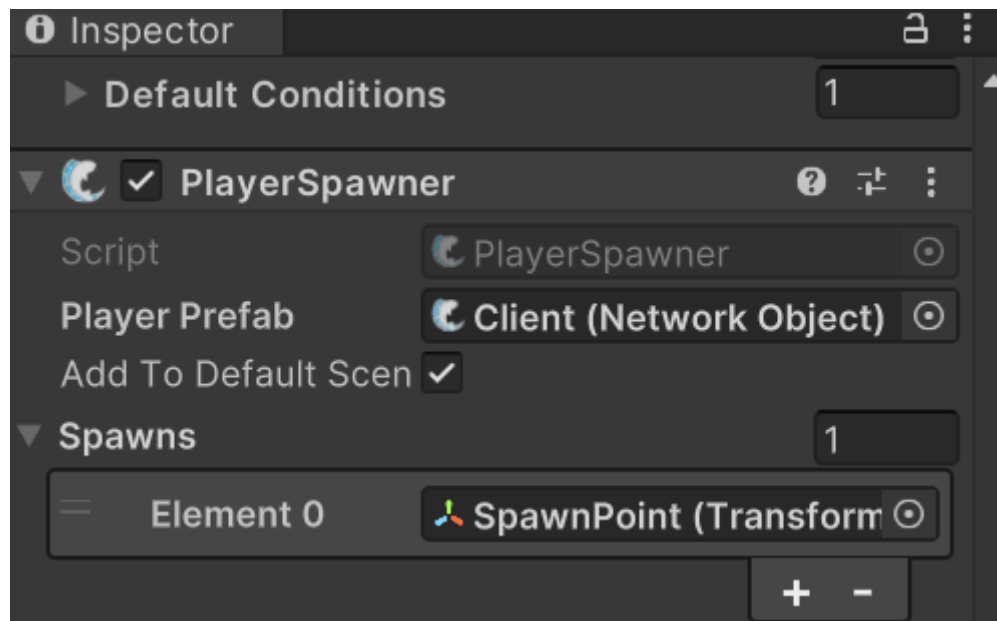 Inspector
Default Conditions 1
PlayerSpawner
Script PlayerSpawner
Player Prefab Client (Network Object)
Add To Default Scen
Spawns 1
Element 0 SpawnPoint (Transform
+ -